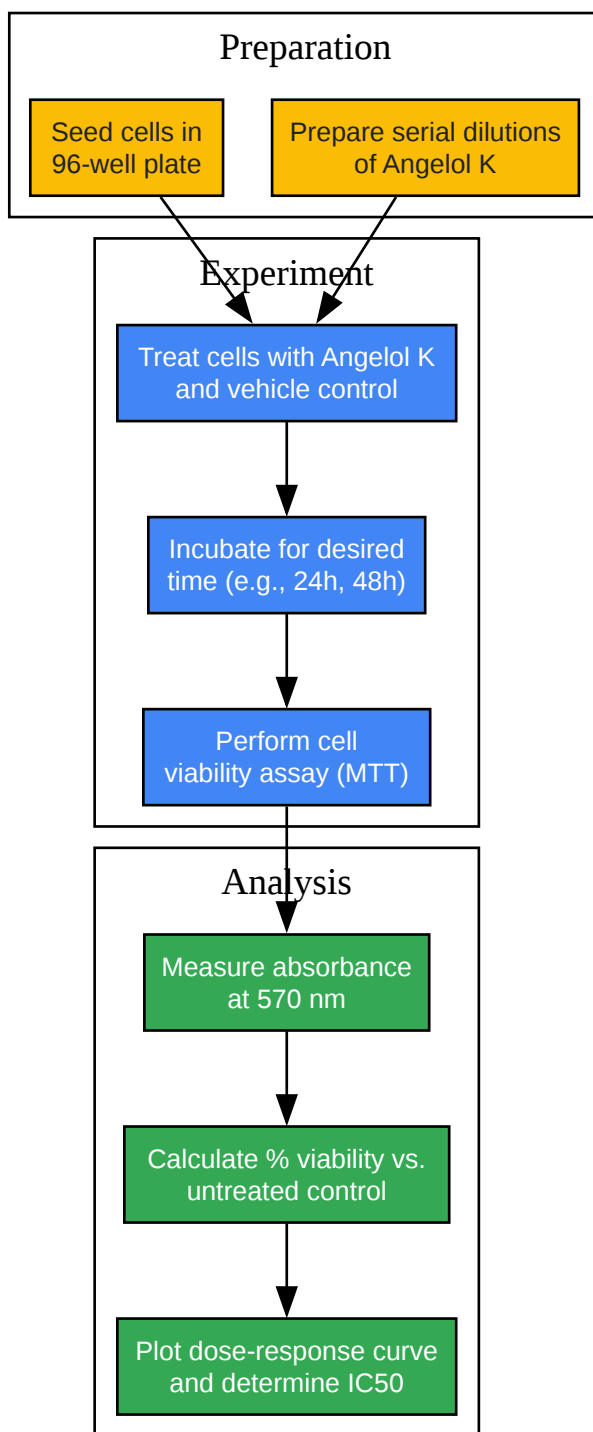 Preparation
Seed cells in
96-well plate
Prepare serial dilutions
of Angelol K
Experiment
Treat cells with Angelol K
and vehicle control
Incubate for desired
time (e.g., 24h, 48h)
Perform cell
viability assay (MTT)
Analysis
Measure absorbance
at 570 nm
Calculate % viability vs.
untreated control
Plot dose-response curve
and determine IC50